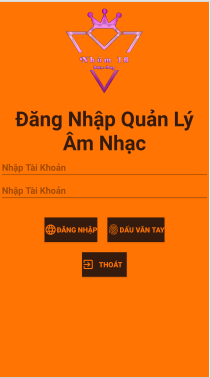 Đăng Nhập Quản Lý
Âm Nhạc
Nhập Tài Khoản
Nhập Tài Khoản
ĐĂNG NHẬP
DẤU VÂN TAY
THOÁT